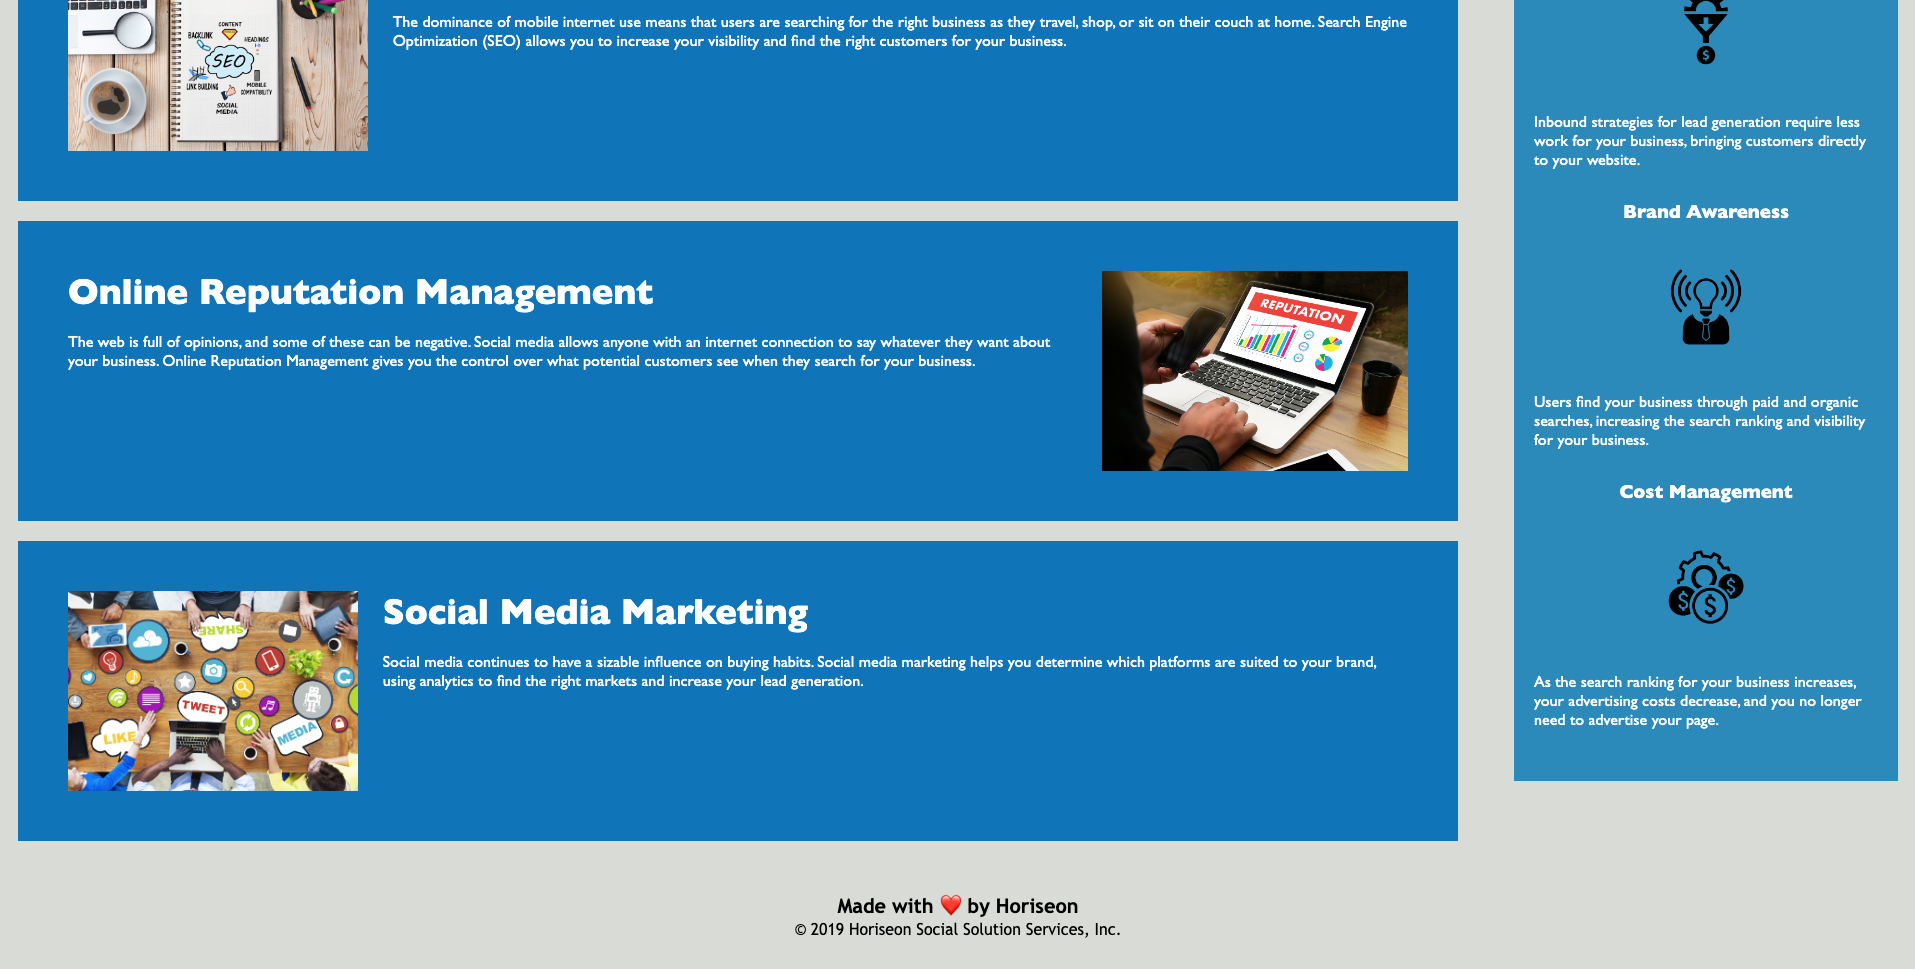 The dominance of mobile internet use means that users are searching for the right business as they travel, shop, or sit on their couch at home. Search Engine
Optimization (SEO) allows you to increase your visibility and find the right customers for your business.
CONTENT
BACKLINK
HEADINGS
SEO
LINK BUILDING
MOBILE
COMPATIBILITY
SOCIAL
MEDIA
Online Reputation Management
The web is full of opinions, and some of these can be negative. Social media allows anyone with an internet connection to say whatever they want about
your business. Online Reputation Management gives you the control over what potential customers see when they search for your business.
REPUTATION
Social Media Marketing
Social media continues to have a sizable influence on buying habits. Social media marketing helps you determine which platforms are suited to your brand,
using analytics to find the right markets and increase your lead generation.
SHARE
TWEET
LIKE
MEDIA
$
Inbound strategies for lead generation require less
work for your business, bringing customers directly
to your website.
Brand Awareness
Users find your business through paid and organic
searches, increasing the search ranking and visibility
for your business.
Cost Management
$
$
$
As the search ranking for your business increases,
your advertising costs decrease, and you no longer
need to advertise your page.
Made with ❤️ by Horiseon
© 2019 Horiseon Social Solution Services, Inc.